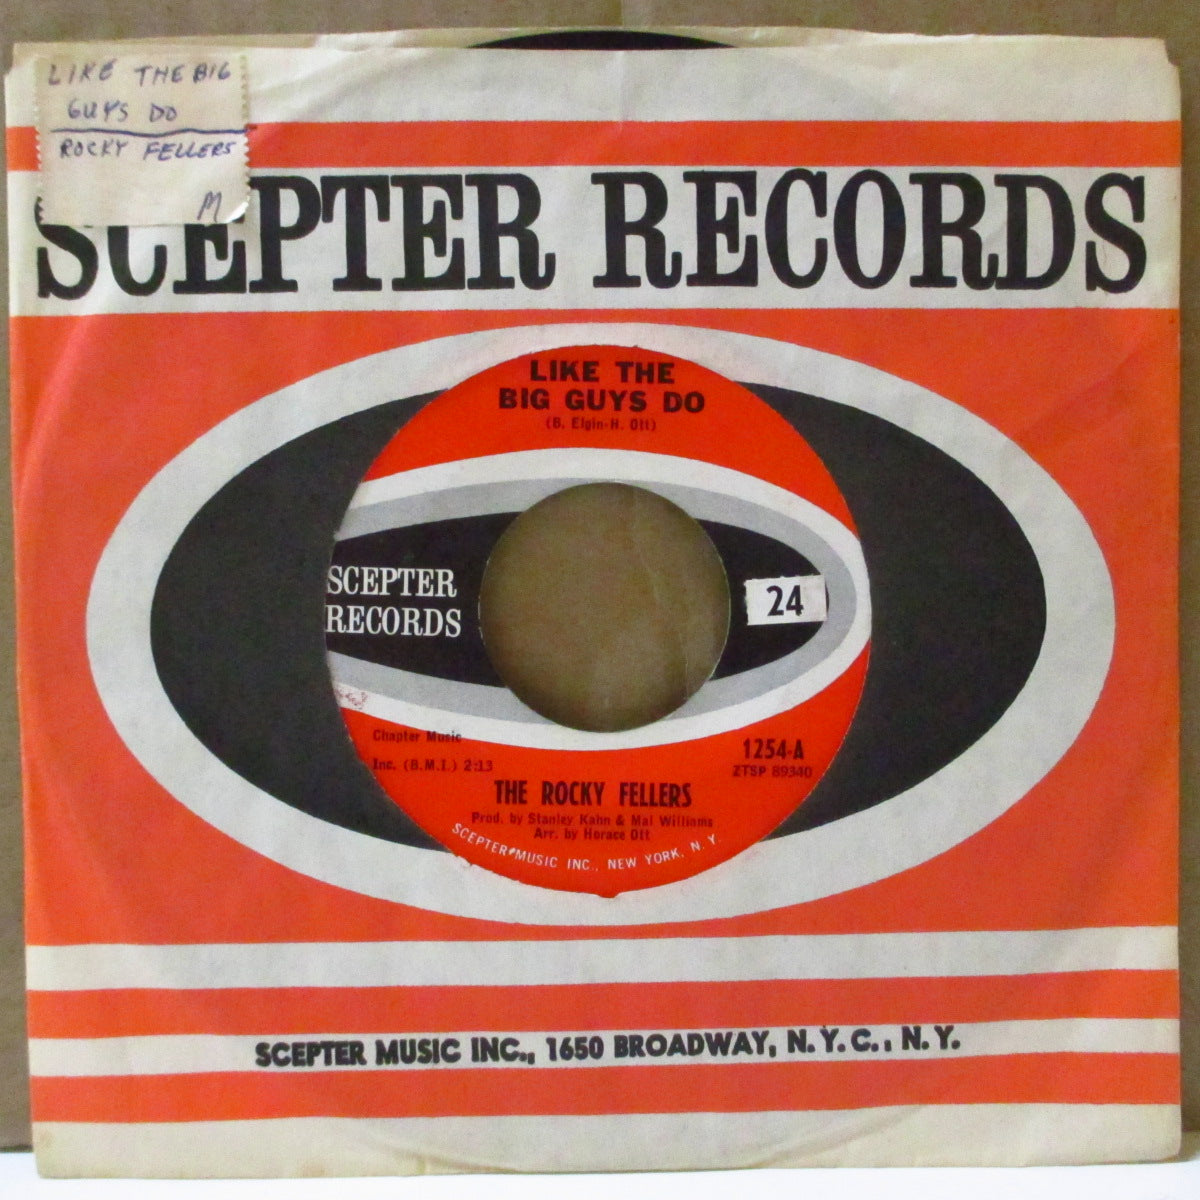 LIKE THE BIG
GUYS DO
ROCKY FELLERS
M
SCEPTER RECORDS
LIKE THE
BIG GUYS DO
(B. Elgin-H. Ott)
SCEPTER
RECORDS
24
Chapter Music
Inc. (B.M.I.) 2:13
1254-A
ZTSP 89340
THE ROCKY FELLERS
Prod. by Stanley Kahn & Mal Williams
Arr. by Horace Ott
SCEPTER MUSIC INC., NEW YORK, N. Y.
SCEPTER MUSIC INC., 1650 BROADWAY, N. Y. C., N. Y.